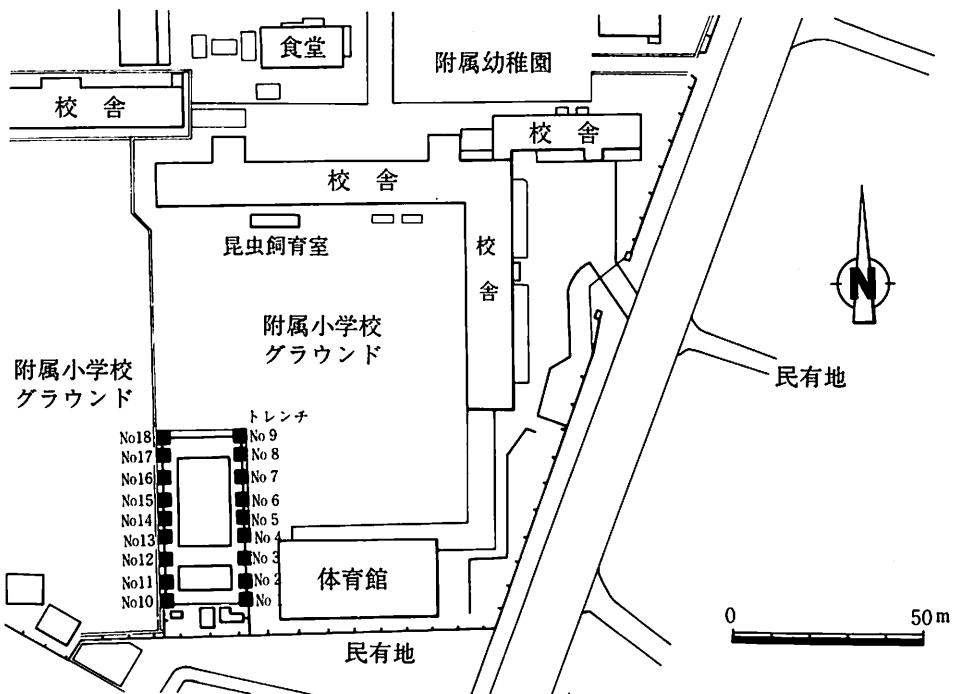 食堂
附属幼稚園
校舎
校舎
校舎
昆虫飼育室
校舎
附属小学校
グラウンド
附属小学校
グラウンド
民有地
トレンチ
No18
No 9
No17
No 8
No16
No 7
No15
No 6
No14
No 5
No13
No 4
No12
No 3
No11
No 2
No10
No 1
体育館
民有地
N
0 50m